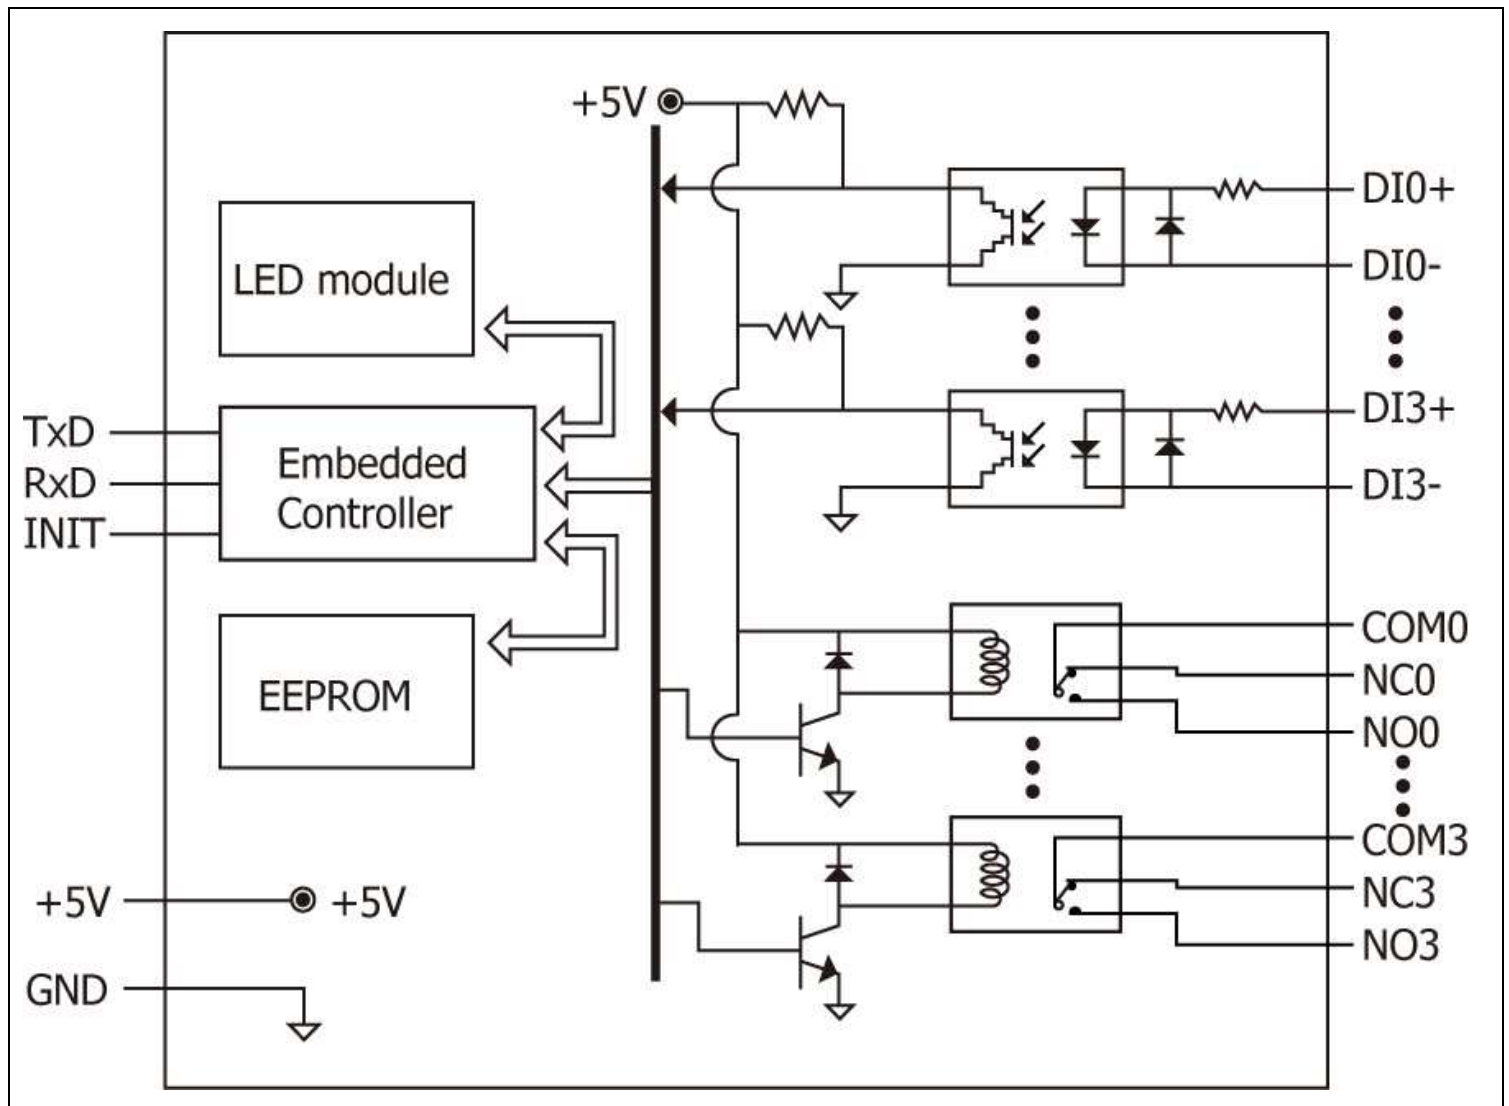 +5V
DI0+
LED module
DI0-
TxD
DI3+
Embedded
Controller
RxD
DI3-
INIT
COM0
EEPROM
NC0
NO0
COM3
+5V
+5V
NC3
NO3
GND